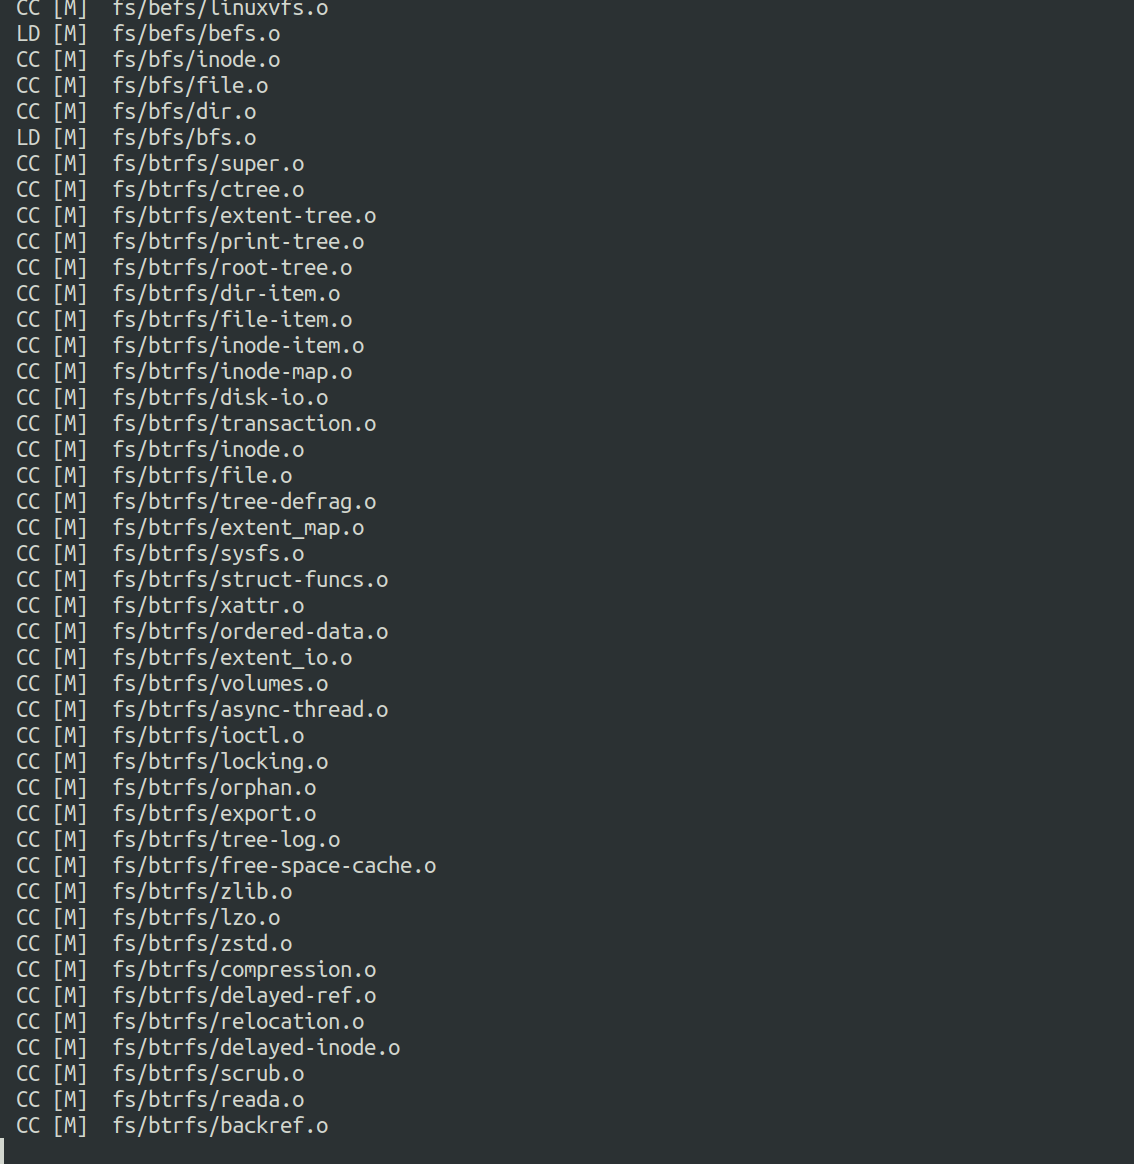 CC [M]  fs/befs/linuxvfs.o
LD [M]  fs/befs/befs.o
CC [M]  fs/bfs/inode.o
CC [M]  fs/bfs/file.o
CC [M]  fs/bfs/dir.o
LD [M]  fs/bfs/bfs.o
CC [M]  fs/btrfs/super.o
CC [M]  fs/btrfs/ctree.o
CC [M]  fs/btrfs/extent-tree.o
CC [M]  fs/btrfs/print-tree.o
CC [M]  fs/btrfs/root-tree.o
CC [M]  fs/btrfs/dir-item.o
CC [M]  fs/btrfs/file-item.o
CC [M]  fs/btrfs/inode-item.o
CC [M]  fs/btrfs/inode-map.o
CC [M]  fs/btrfs/disk-io.o
CC [M]  fs/btrfs/transaction.o
CC [M]  fs/btrfs/inode.o
CC [M]  fs/btrfs/file.o
CC [M]  fs/btrfs/tree-defrag.o
CC [M]  fs/btrfs/extent_map.o
CC [M]  fs/btrfs/sysfs.o
CC [M]  fs/btrfs/struct-funcs.o
CC [M]  fs/btrfs/xattr.o
CC [M]  fs/btrfs/ordered-data.o
CC [M]  fs/btrfs/extent_io.o
CC [M]  fs/btrfs/volumes.o
CC [M]  fs/btrfs/async-thread.o
CC [M]  fs/btrfs/ioctl.o
CC [M]  fs/btrfs/locking.o
CC [M]  fs/btrfs/orphan.o
CC [M]  fs/btrfs/export.o
CC [M]  fs/btrfs/tree-log.o
CC [M]  fs/btrfs/free-space-cache.o
CC [M]  fs/btrfs/zlib.o
CC [M]  fs/btrfs/lzo.o
CC [M]  fs/btrfs/zstd.o
CC [M]  fs/btrfs/compression.o
CC [M]  fs/btrfs/delayed-ref.o
CC [M]  fs/btrfs/relocation.o
CC [M]  fs/btrfs/delayed-inode.o
CC [M]  fs/btrfs/scrub.o
CC [M]  fs/btrfs/reada.o
CC [M]  fs/btrfs/backref.o